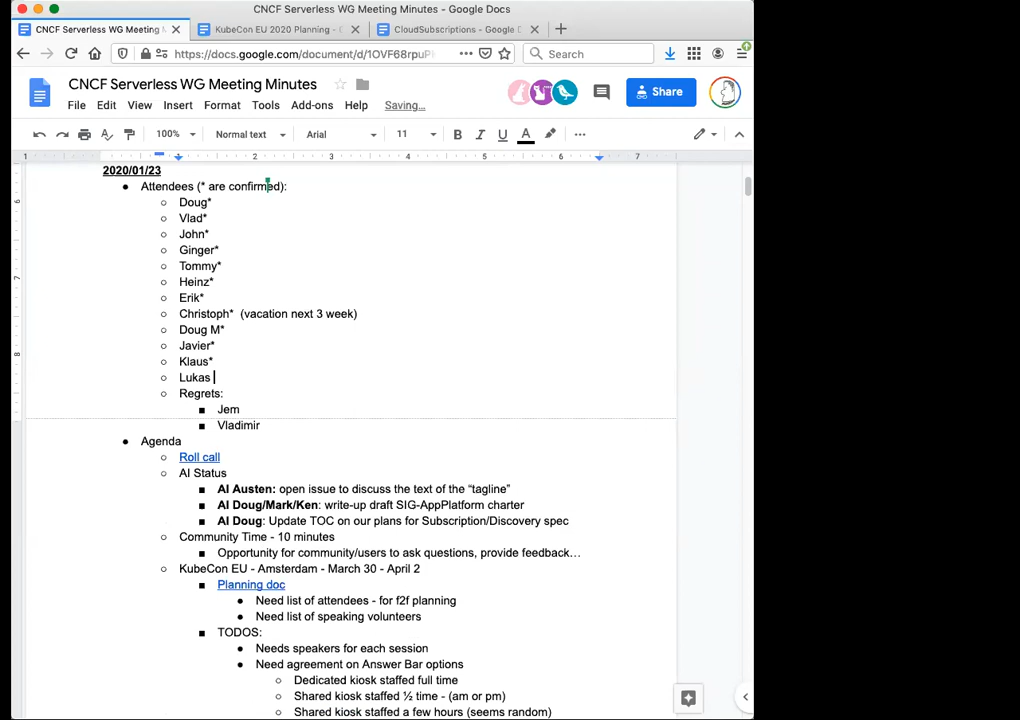 CNCF Serverless WG Meeting Minutes - Google Docs
CNCF Serverless WG Meeting
KubeCon EU 2020 Planning -
CloudSubscriptions - Google D
https://docs.google.com/document/d/1OVF68rpuP
Search
CNCF Serverless WG Meeting Minutes
File Edit View Insert Format Tools Add-ons Help Saving...
Share
100% Normal text Arial 11 B I U A
1 1 2 3 4 5 6 7
2020/01/23
● Attendees (* are confirmed):
○ Doug*
○ Vlad*
○ John*
○ Ginger*
○ Tommy*
○ Heinz*
○ Erik*
○ Christoph* (vacation next 3 week)
○ Doug M*
○ Javier*
○ Klaus*
○ Lukas
○ Regrets:
■ Jem
■ Vladimir
● Agenda
○ Roll call
○ AI Status
■ AI Austen: open issue to discuss the text of the “tagline”
■ AI Doug/Mark/Ken: write-up draft SIG-AppPlatform charter
■ AI Doug: Update TOC on our plans for Subscription/Discovery spec
○ Community Time - 10 minutes
■ Opportunity for community/users to ask questions, provide feedback…
○ KubeCon EU - Amsterdam - March 30 - April 2
■ Planning doc
● Need list of attendees - for f2f planning
● Need list of speaking volunteers
■ TODOS:
● Needs speakers for each session
● Need agreement on Answer Bar options
○ Dedicated kiosk staffed full time
○ Shared kiosk staffed ½ time - (am or pm)
○ Shared kiosk staffed a few hours (seems random)